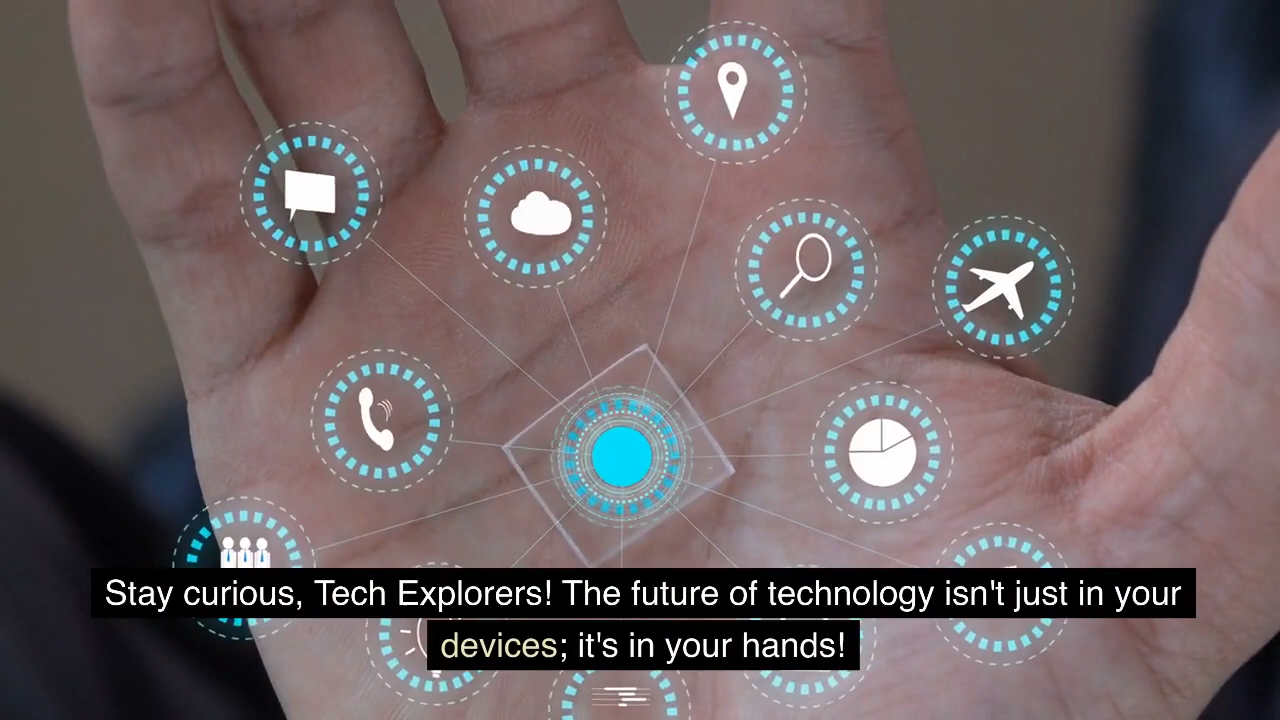 Stay curious, Tech Explorers! The future of technology isn't just in your
devices; it's in your hands!